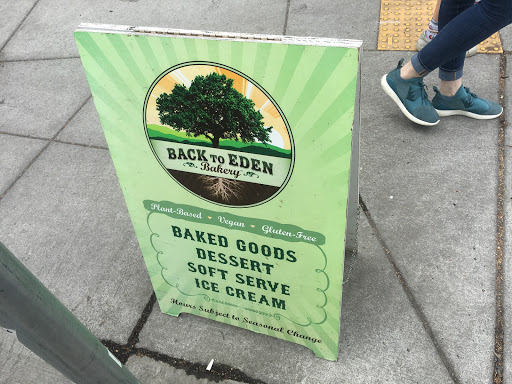 BACK TO EDEN
Bakery
Plant-Based • Vegan • Gluten-Free
BAKED GOODS
DESSERT
SOFT SERVE
ICE CREAM
Hours Subject to Seasonal Change